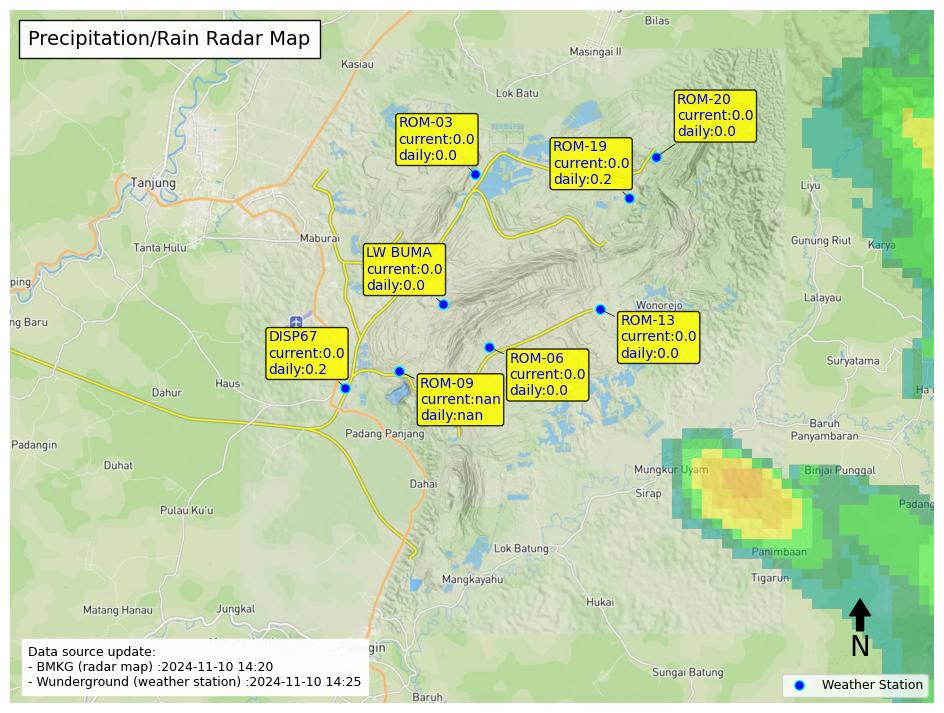 Precipitation/Rain Radar Map
Bilas
Masingai II
Kasiau
Lok Batu
ROM-20
current:0.0
daily:0.0
ROM-03
current:0.0
daily:0.0
ROM-19
current:0.0
daily:0.2
Tanjung
Liyu
Maburai
Tanta Hulu
Gunung Riut
Karya
LW BUMA
current:0.0
daily:0.0
ping
Lalayau
Wonorejo
ng Baru
ROM-13
current:0.0
daily:0.0
DISP67
current:0.0
daily:0.2
ROM-06
current:0.0
daily:0.0
Suryatama
Haus
ROM-09
current:nan
daily:nan
Dahur
Ha'u
Baruh
Panyambaran
Padang Panjang
Padangin
Duhat
Mungkur Uyam
Binjai Punggal
Dahai
Sirap
Padang
Pulau Ku'u
Lok Batung
Panimbaan
Mangkayahu
Tigarun
Hukai
Matang Hanau
Jungkal
N
Data source update:
- BMKG (radar map) :2024-11-10 14:20
- Wunderground (weather station) :2024-11-10 14:25
Sungai Batung
Weather Station
Baruh